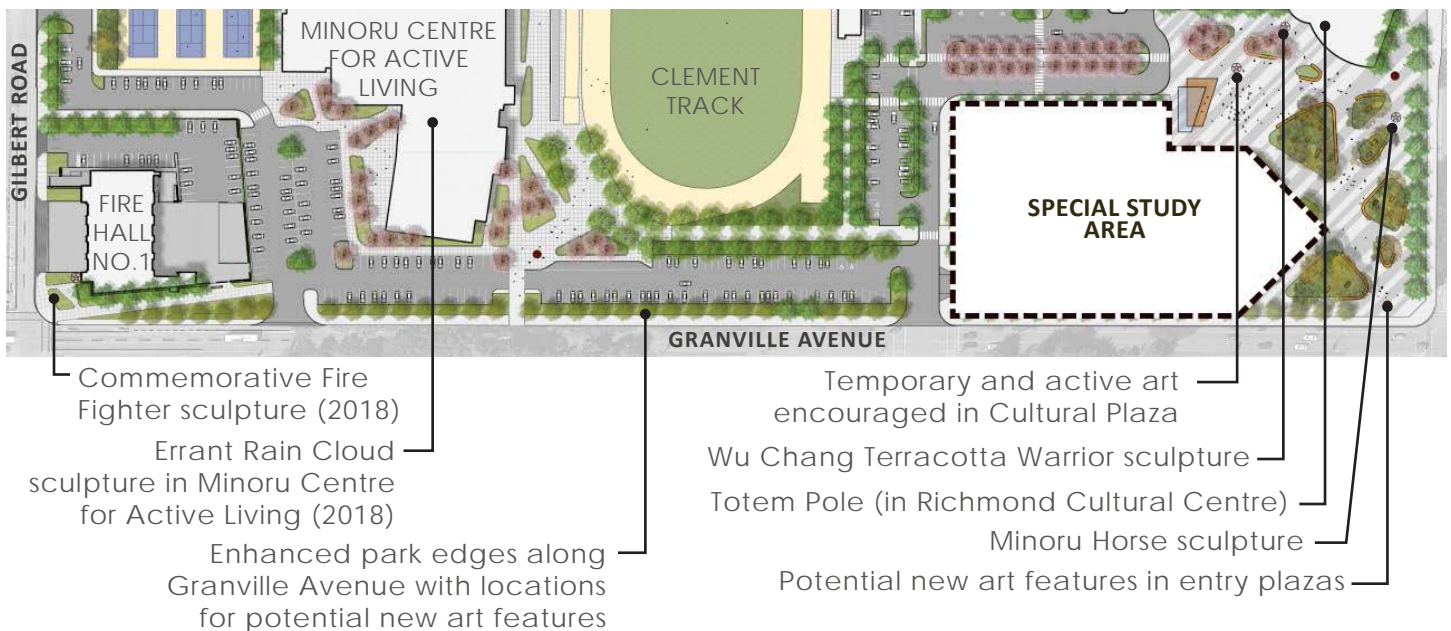 MINORU CENTRE
FOR ACTIVE
LIVING
CLEMENT
TRACK
GILBERT ROAD
FIRE
HALL
NO.1
SPECIAL STUDY
AREA
GRANVILLE AVENUE
Commemorative Fire
Fighter sculpture (2018)
Errant Rain Cloud
sculpture in Minoru Centre
for Active Living (2018)
Enhanced park edges along
Granville Avenue with locations
for potential new art features
Temporary and active art
encouraged in Cultural Plaza
Wu Chang Terracotta Warrior sculpture
Totem Pole (in Richmond Cultural Centre)
Minoru Horse sculpture
Potential new art features in entry plazas